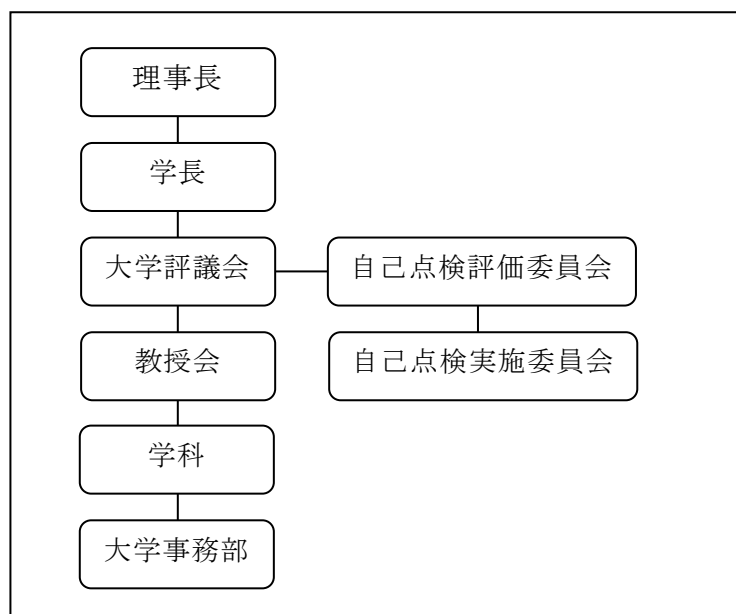 理事長
学長
大学評議会
自己点検評価委員会
教授会
自己点検実施委員会
学科
大学事務部